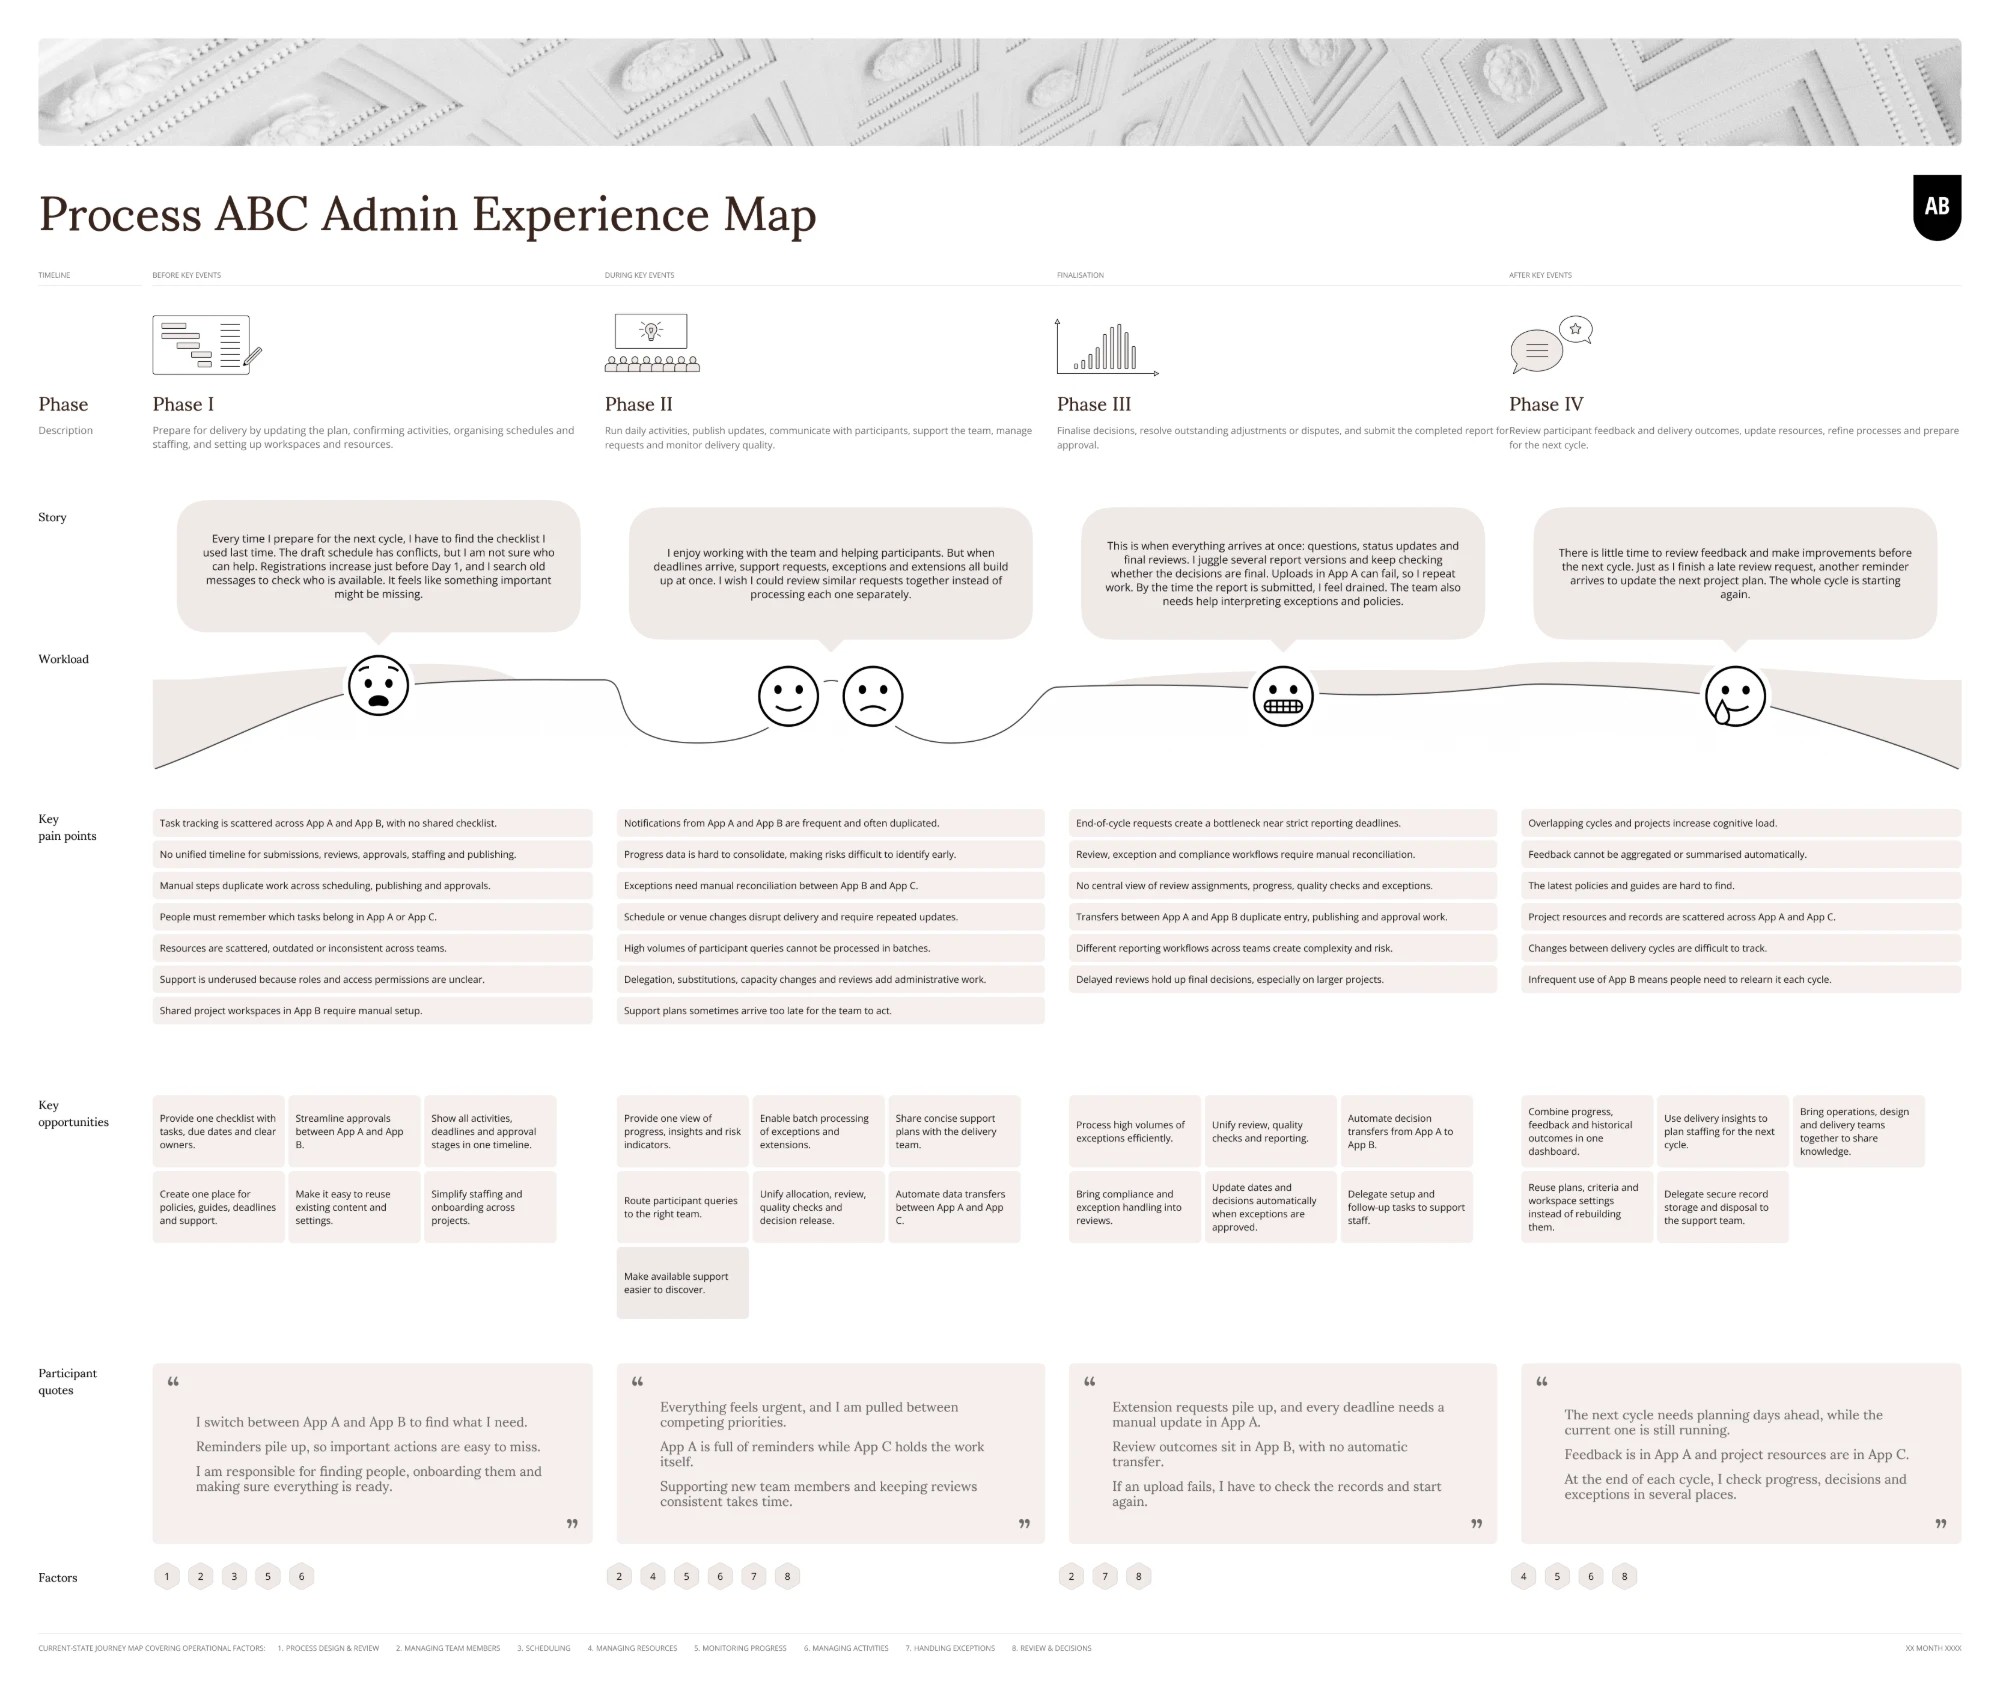 Process ABC Admin Experience Map
AB
TIMELINE
BEFORE KEY EVENTS
DURING KEY EVENTS
FINALISATION
AFTER KEY EVENTS
Phase
Description
Phase I
Prepare for delivery by updating the plan, confirming activities, organising schedules and
staffing, and setting up workspaces and resources.
Phase II
Run daily activities, publish updates, communicate with participants, support the team, manage
requests and monitor delivery quality.
Phase III
Finalise decisions, resolve outstanding adjustments or disputes, and submit the completed report for
approval.
Phase IV
Review participant feedback and delivery outcomes, update resources, refine processes and prepare
for the next cycle.
Story
Every time I prepare for the next cycle, I have to find the checklist I
used last time. The draft schedule has conflicts, but I am not sure who
can help. Registrations increase just before Day 1, and I search old
messages to check who is available. It feels like something important
might be missing.
I enjoy working with the team and helping participants. But when
deadlines arrive, support requests, exceptions and extensions all build
up at once. I wish I could review similar requests together instead of
processing each one separately.
This is when everything arrives at once: questions, status updates and
final reviews. I juggle several report versions and keep checking
whether the decisions are final. Uploads in App A can fail, so I repeat
work. By the time the report is submitted, I feel drained. The team also
needs help interpreting exceptions and policies.
There is little time to review feedback and make improvements before
the next cycle. Just as I finish a late review request, another reminder
arrives to update the next project plan. The whole cycle is starting
again.
Workload
Key
pain points
Task tracking is scattered across App A and App B, with no shared checklist.
No unified timeline for submissions, reviews, approvals, staffing and publishing.
Manual steps duplicate work across scheduling, publishing and approvals.
People must remember which tasks belong in App A or App C.
Resources are scattered, outdated or inconsistent across teams.
Support is underused because roles and access permissions are unclear.
Shared project workspaces in App B require manual setup.
Notifications from App A and App B are frequent and often duplicated.
Progress data is hard to consolidate, making risks difficult to identify early.
Exceptions need manual reconciliation between App B and App C.
Schedule or venue changes disrupt delivery and require repeated updates.
High volumes of participant queries cannot be processed in batches.
Delegation, substitutions, capacity changes and reviews add administrative work.
Support plans sometimes arrive too late for the team to act.
End-of-cycle requests create a bottleneck near strict reporting deadlines.
Review, exception and compliance workflows require manual reconciliation.
No central view of review assignments, progress, quality checks and exceptions.
Transfers between App A and App B duplicate entry, publishing and approval work.
Different reporting workflows across teams create complexity and risk.
Delayed reviews hold up final decisions, especially on larger projects.
Overlapping cycles and projects increase cognitive load.
Feedback cannot be aggregated or summarised automatically.
The latest policies and guides are hard to find.
Project resources and records are scattered across App A and App C.
Changes between delivery cycles are difficult to track.
Infrequent use of App B means people need to relearn it each cycle.
Key
opportunities
Provide one checklist with
tasks, due dates and clear
owners.
Streamline approvals
between App A and App
B.
Show all activities,
deadlines and approval
stages in one timeline.
Create one place for
policies, guides, deadlines
and support.
Make it easy to reuse
existing content and
settings.
Simplify staffing and
onboarding across
projects.
Provide one view of
progress, insights and risk
indicators.
Enable batch processing
of exceptions and
extensions.
Share concise support
plans with the delivery
team.
Route participant queries
to the right team.
Unify allocation, review,
quality checks and
decision release.
Automate data transfers
between App A and App
C.
Make available support
easier to discover.
Process high volumes of
exceptions efficiently.
Unify review, quality
checks and reporting.
Automate decision
transfers from App A to
App B.
Bring compliance and
exception handling into
reviews.
Update dates and
decisions automatically
when exceptions are
approved.
Delegate setup and
follow-up tasks to support
staff.
Combine progress,
feedback and historical
outcomes in one
dashboard.
Use delivery insights to
plan staffing for the next
cycle.
Bring operations, design
and delivery teams
together to share
knowledge.
Reuse plans, criteria and
workspace settings
instead of rebuilding
them.
Delegate secure record
storage and disposal to
the support team.
Participant
quotes
“
I switch between App A and App B to find what I need.
Reminders pile up, so important actions are easy to miss.
I am responsible for finding people, onboarding them and
making sure everything is ready.
”
“
Everything feels urgent, and I am pulled between
competing priorities.
App A is full of reminders while App C holds the work
itself.
Supporting new team members and keeping reviews
consistent takes time.
”
“
Extension requests pile up, and every deadline needs a
manual update in App A.
Review outcomes sit in App B, with no automatic
transfer.
If an upload fails, I have to check the records and start
again.
”
“
The next cycle needs planning days ahead, while the
current one is still running.
Feedback is in App A and project resources are in App C.
At the end of each cycle, I check progress, decisions and
exceptions in several places.
”
Factors
1 2 3 5 6
2 4 5 6 7 8
2 7 8
4 5 6 8
CURRENT-STATE JOURNEY MAP COVERING OPERATIONAL FACTORS: 1. PROCESS DESIGN & REVIEW 2. MANAGING TEAM MEMBERS 3. SCHEDULING 4. MANAGING RESOURCES 5. MONITORING PROGRESS 6. MANAGING ACTIVITIES 7. HANDLING EXCEPTIONS 8. REVIEW & DECISIONS
XX MONTH XXXX